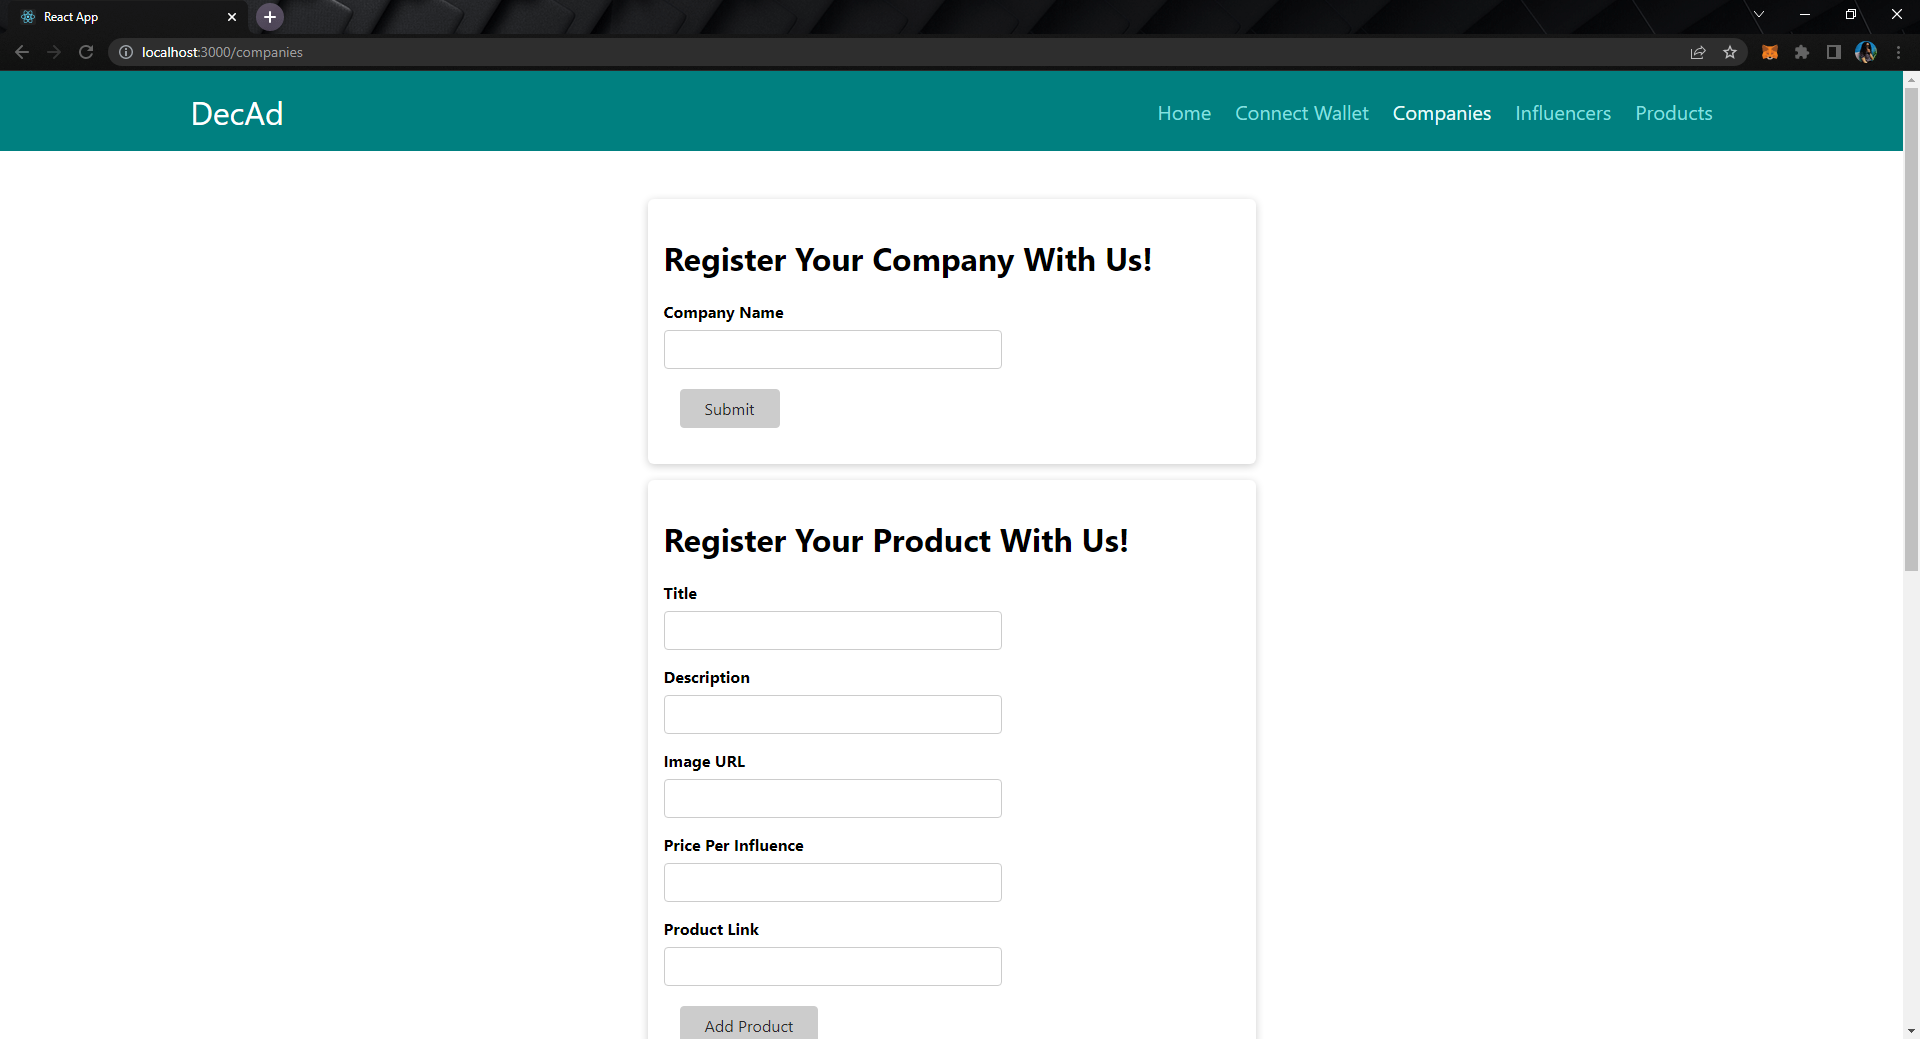 React App
localhost:3000/companies
DecAd
Home Connect Wallet Companies Influencers Products
Register Your Company With Us!
Company Name
Submit
Register Your Product With Us!
Title
Description
Image URL
Price Per Influence
Product Link
Add Product